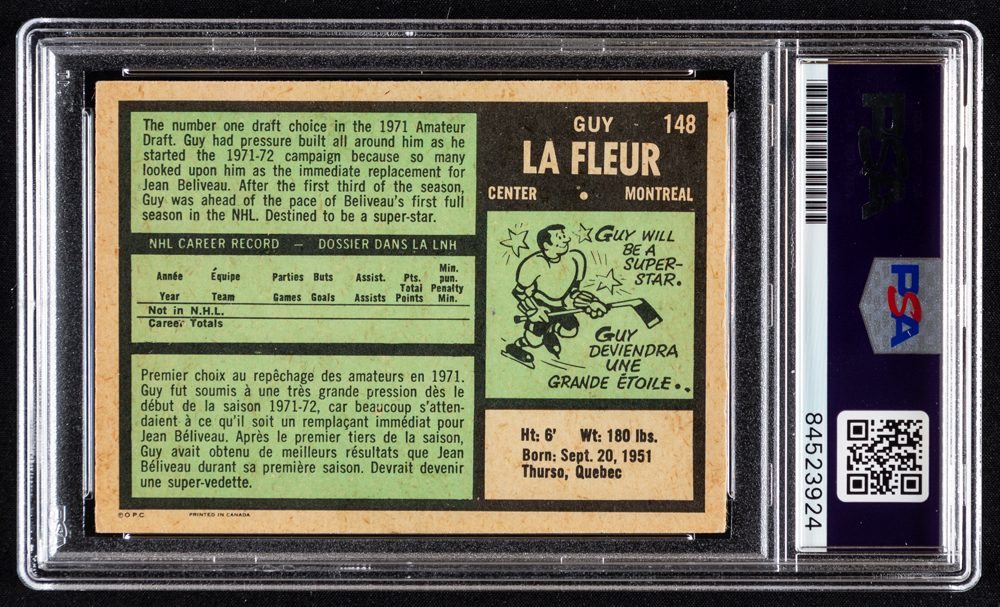 The number one draft choice in the 1971 Amateur
Draft. Guy had pressure built all around him as he
started the 1971-72 campaign because so many
looked upon him as the immediate replacement for
Jean Beliveau. After the first third of the season,
Guy was ahead of the pace of Beliveau's first full
season in the NHL. Destined to be a super-star.
NHL CAREER RECORD — DOSSIER DANS LA LNH
Année Équipe Parties Buts Assist. Pts. Min. pun.
Year Team Games Goals Assists Total Points Penalty Min.
Not in N.H.L.
Career Totals
Premier choix au repêchage des amateurs en 1971.
Guy fut soumis à une très grande pression dès le
début de la saison 1971-72, car beaucoup s'atten-
daient à ce qu'il soit un remplaçant immédiat pour
Jean Béliveau. Après le premier tiers de la saison,
Guy avait obtenu de meilleurs résultats que Jean
Béliveau durant sa première saison. Devrait devenir
une super-vedette.
GUY 148
LA FLEUR
CENTER • MONTREAL
GUY WILL
BE A
SUPER-
STAR.
GUY
DEVIENDRA
UNE
GRANDE ÉTOILE..
Ht: 6' Wt: 180 lbs.
Born: Sept. 20, 1951
Thurso, Quebec
©O.P.C. PRINTED IN CANADA
PSA
PSA
84523924